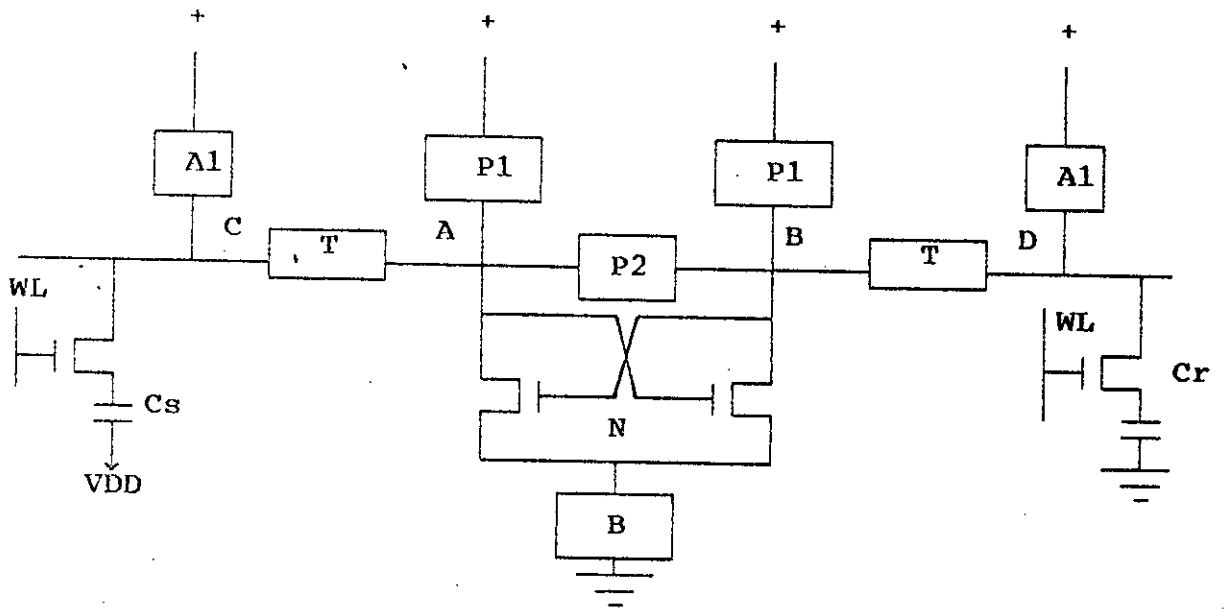 + + + +
A1 P1 P1 A1
C T A P2 B T D
WL WL
Cs Cr
N
VDD
B